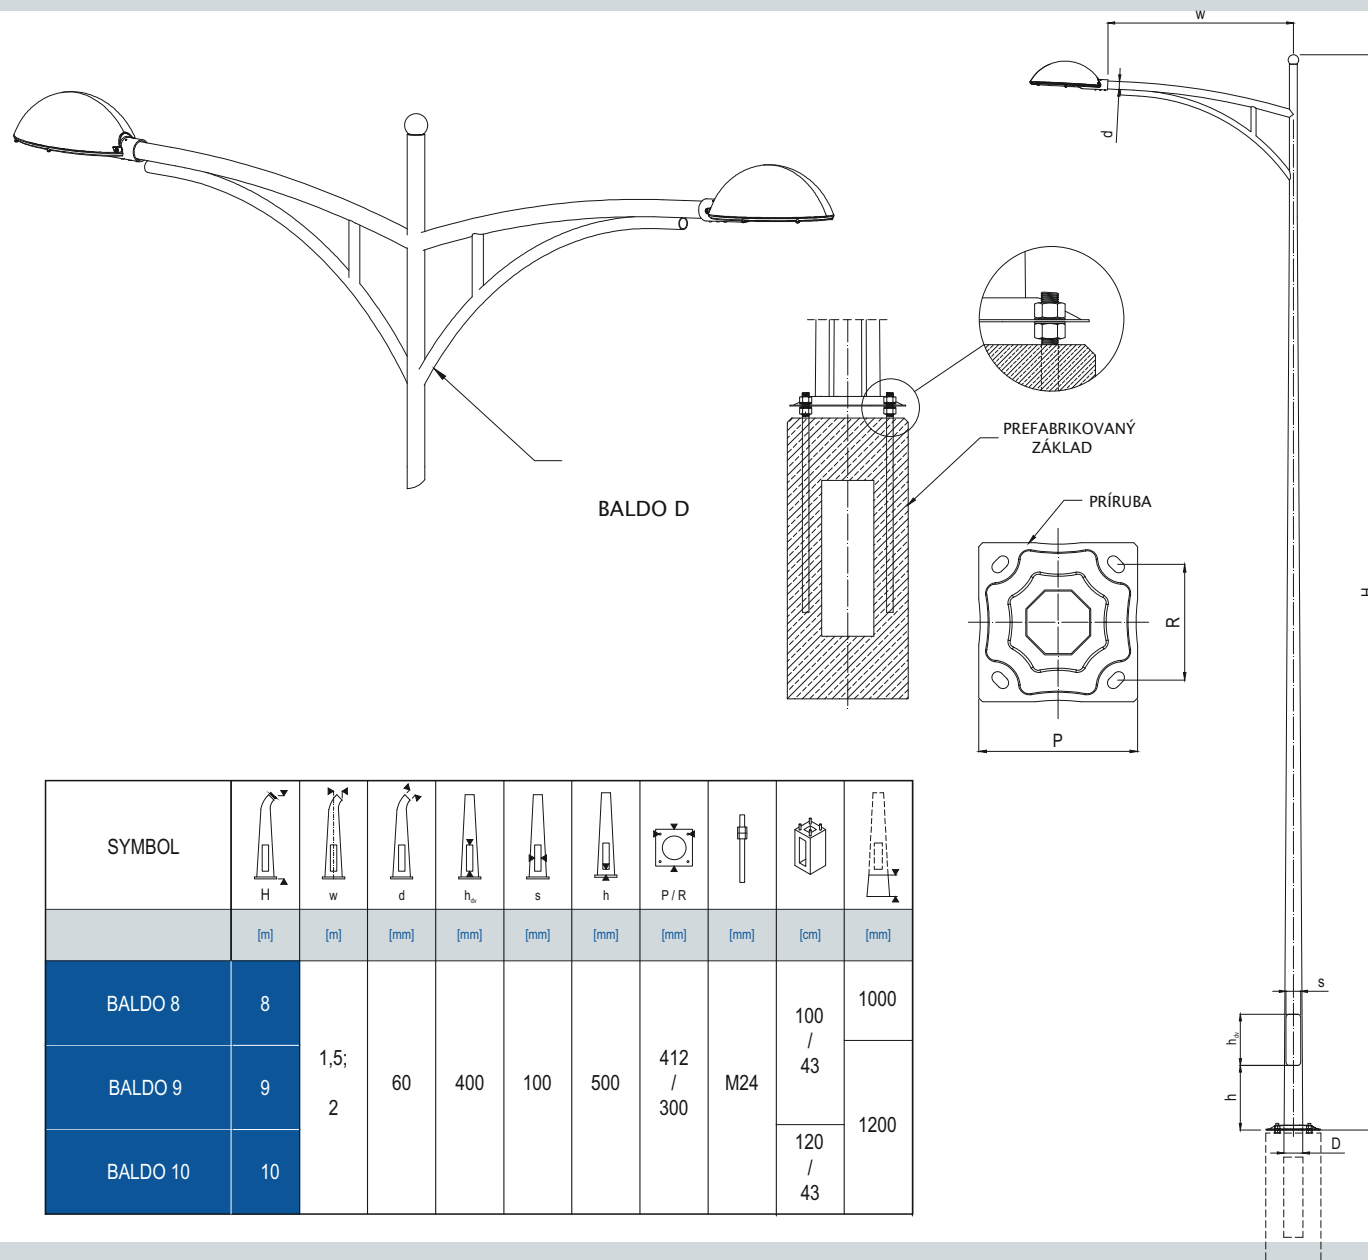 w
d
H
BALDO D
PREFABRIKOVANÝ
ZÁKLAD
PRÍRUBA
R
P
s
h_dv
h
D
SYMBOL
H
w
d
h_dv
s
h
P / R
[m]
[m]
[mm]
[mm]
[mm]
[mm]
[mm]
[mm]
[cm]
[mm]
BALDO 8
8
BALDO 9
9
BALDO 10
10
1,5;
2
60
400
100
500
412
/
300
M24
100
/
43
120
/
43
1000
1200